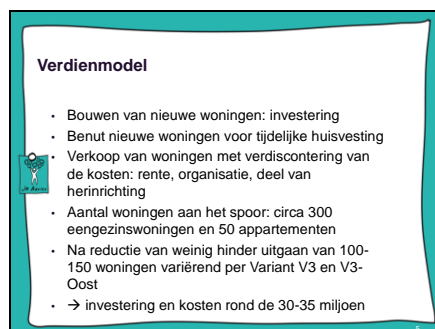 Verdienmodel
• Bouwen van nieuwe woningen: investering
• Benut nieuwe woningen voor tijdelijke huisvesting
• Verkoop van woningen met verdiscontering van
de kosten: rente, organisatie, deel van
herinrichting
• Aantal woningen aan het spoor: circa 300
eengezinswoningen en 50 appartementen
• Na reductie van weinig hinder uitgaan van 100-
150 woningen variërend per Variant V3 en V3-
Oost
• → investering en kosten rond de 30-35 miljoen
5